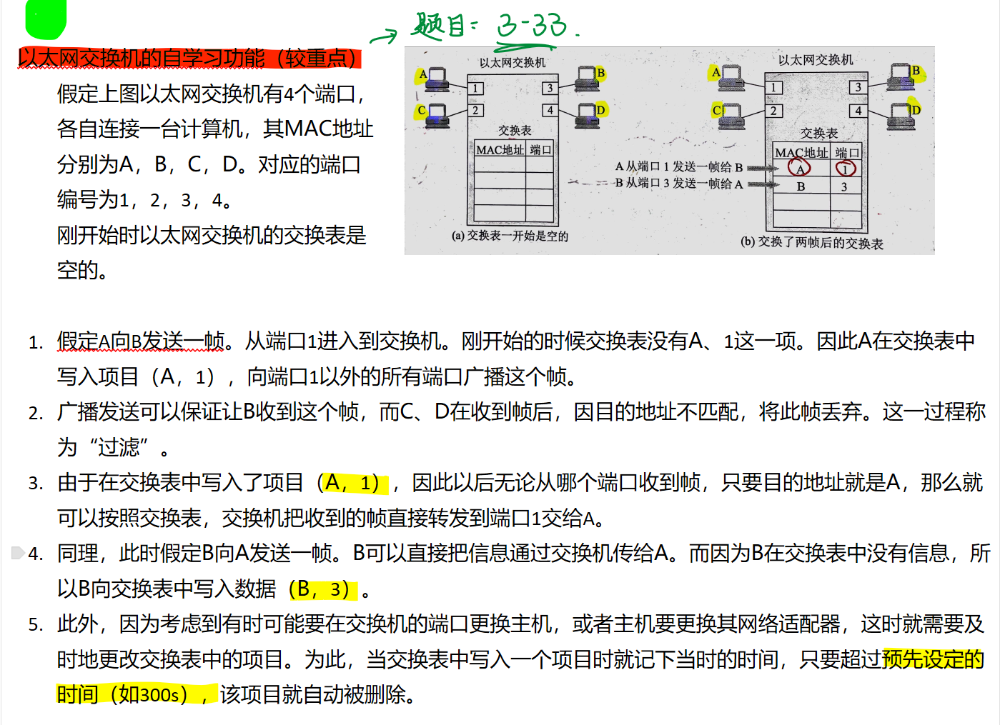 题目: 3-33.
以太网交换机的自学习功能（较重点）
假定上图以太网交换机有4个端口，
各自连接一台计算机，其MAC地址
分别为A，B，C，D。对应的端口
编号为1，2，3，4。
刚开始时以太网交换机的交换表是
空的。
以太网交换机
A
B
1
3
C
D
2
4
交换表
MAC地址 端口
(a) 交换表一开始是空的
以太网交换机
A
B
1
3
C
D
2
4
交换表
MAC地址 端口
A 从端口 1 发送一帧给 B
A 1
B 从端口 3 发送一帧给 A
B 3
(b) 交换了两帧后的交换表
1. 假定A向B发送一帧。从端口1进入到交换机。刚开始的时候交换表没有A、1这一项。因此A在交换表中
写入项目（A，1），向端口1以外的所有端口广播这个帧。
2. 广播发送可以保证让B收到这个帧，而C、D在收到帧后，因目的地址不匹配，将此帧丢弃。这一过程称
为“过滤”。
3. 由于在交换表中写入了项目（A，1），因此以后无论从哪个端口收到帧，只要目的地址就是A，那么就
可以按照交换表，交换机把收到的帧直接转发到端口1交给A。
4. 同理，此时假定B向A发送一帧。B可以直接把信息通过交换机传给A。而因为B在交换表中没有信息，所
以B向交换表中写入数据（B，3）。
5. 此外，因为考虑到有时可能要在交换机的端口更换主机，或者主机要更换其网络适配器，这时就需要及
时地更改交换表中的项目。为此，当交换表中写入一个项目时就记下当时的时间，只要超过预先设定的
时间（如300s），该项目就自动被删除。